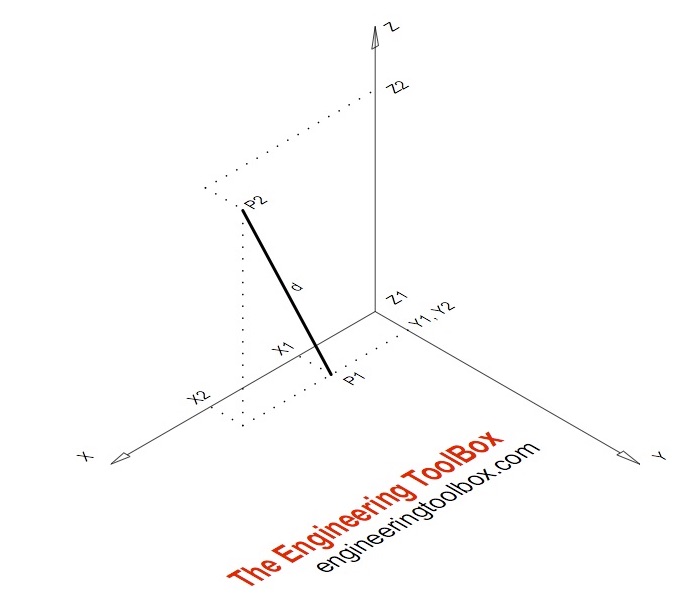 Z
Z2
P2
d
Z1
Y1, Y2
X1
P1
X2
X
Y
The Engineering ToolBox
engineeringtoolbox.com